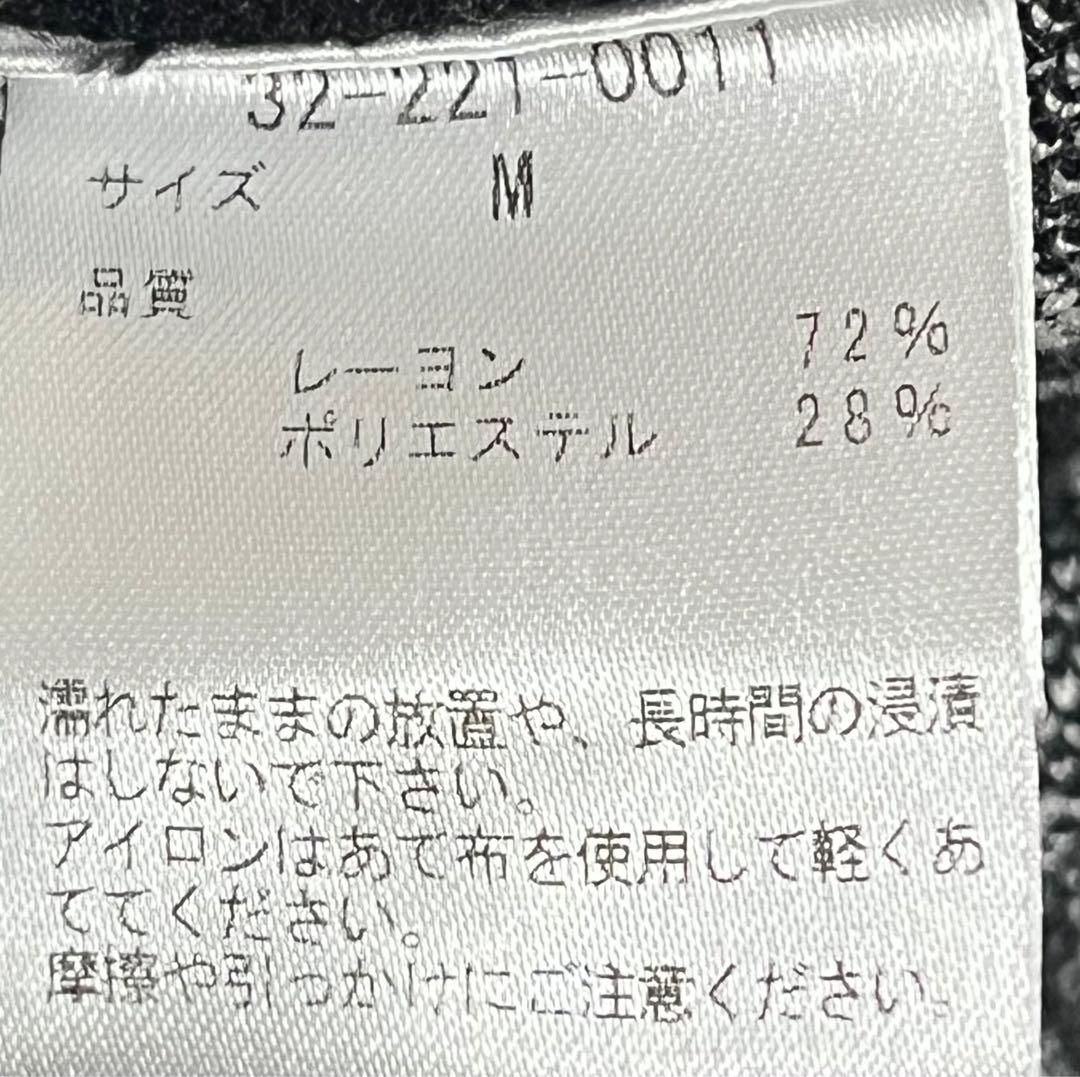 32-221-0011
サイズ M
品質
レーヨン 72%
ポリエステル 28%
濡れたままの放置や、長時間の浸漬
はしないで下さい。
アイロンはあて布を使用して軽くあ
ててください。
摩擦や引っかけにご注意ください。